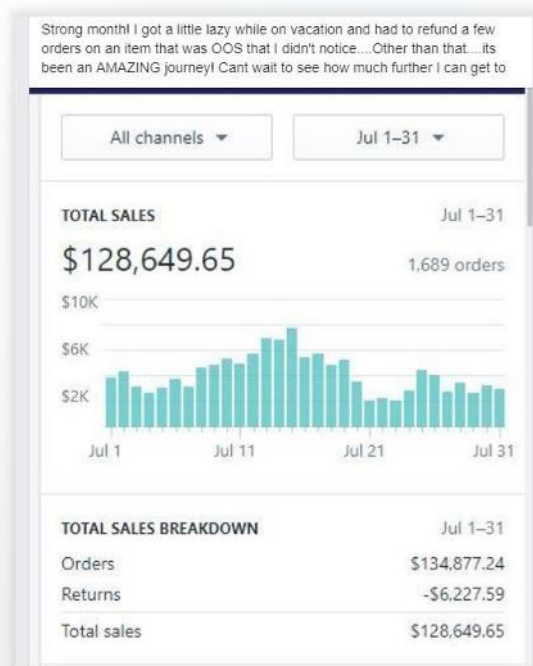 Strong month! I got a little lazy while on vacation and had to refund a few
orders on an item that was OOS that I didn't notice....Other than that....its
been an AMAZING journey! Cant wait to see how much further I can get to
All channels
Jul 1–31
TOTAL SALES
Jul 1–31
$128,649.65
1,689 orders
$10K
$6K
$2K
Jul 1
Jul 11
Jul 21
Jul 31
TOTAL SALES BREAKDOWN
Jul 1–31
Orders
$134,877.24
Returns
-$6,227.59
Total sales
$128,649.65